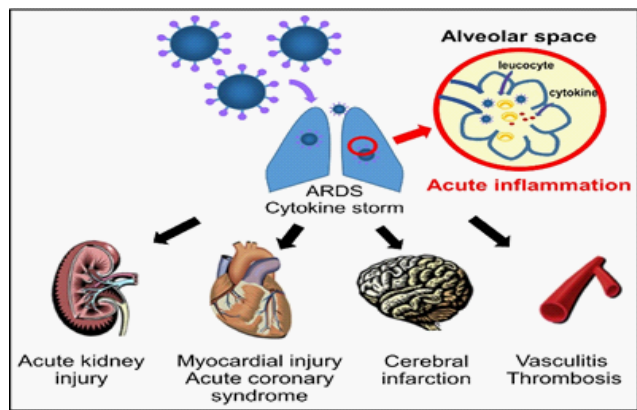 Alveolar space
leucocyte
cytokine
Acute inflammation
ARDS
Cytokine storm
Acute kidney
injury
Myocardial injury
Acute coronary
syndrome
Cerebral
infarction
Vasculitis
Thrombosis